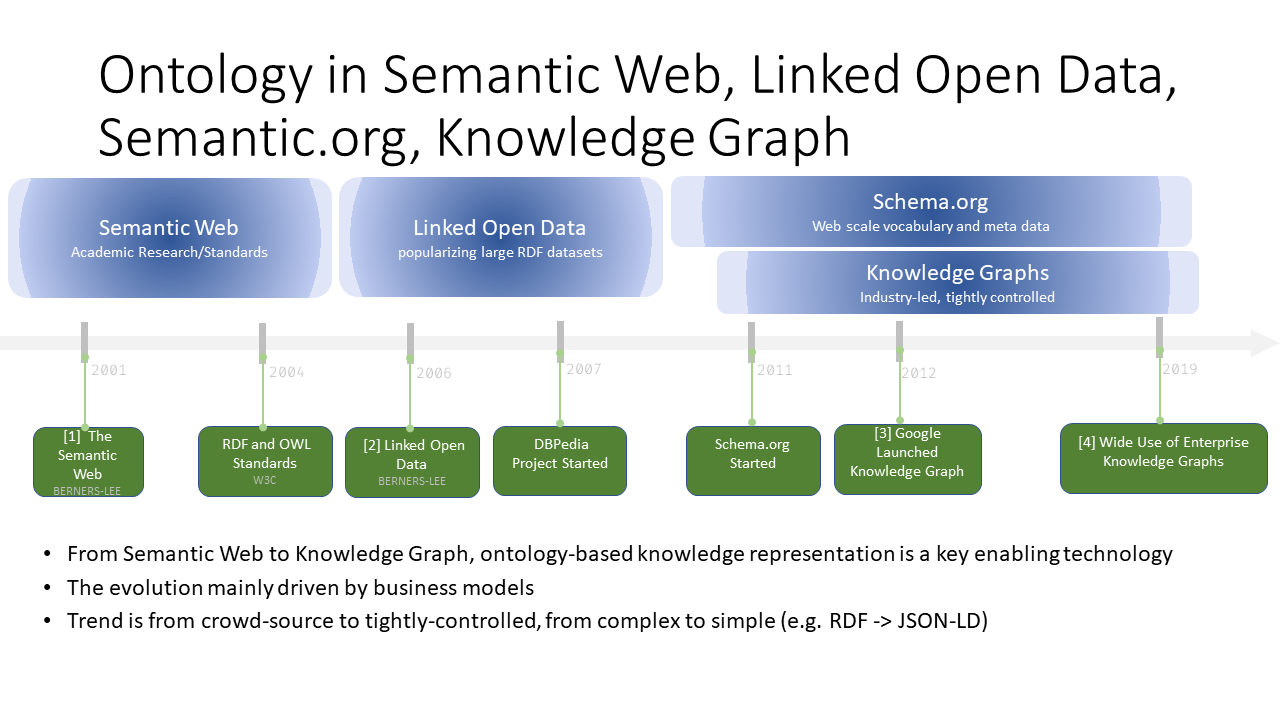 Ontology in Semantic Web, Linked Open Data,
Semantic.org, Knowledge Graph
Semantic Web
Academic Research/Standards
Linked Open Data
popularizing large RDF datasets
Schema.org
Web scale vocabulary and meta data
Knowledge Graphs
Industry-led, tightly controlled
2001
2004
2006
2007
2011
2012
2019
[1] The
Semantic
Web
BERNERS-LEE
RDF and OWL
Standards
W3C
[2] Linked Open
Data
BERNERS-LEE
DBPedia
Project Started
Schema.org
Started
[3] Google
Launched
Knowledge Graph
[4] Wide Use of Enterprise
Knowledge Graphs
• From Semantic Web to Knowledge Graph, ontology-based knowledge representation is a key enabling technology
• The evolution mainly driven by business models
• Trend is from crowd-source to tightly-controlled, from complex to simple (e.g. RDF -> JSON-LD)